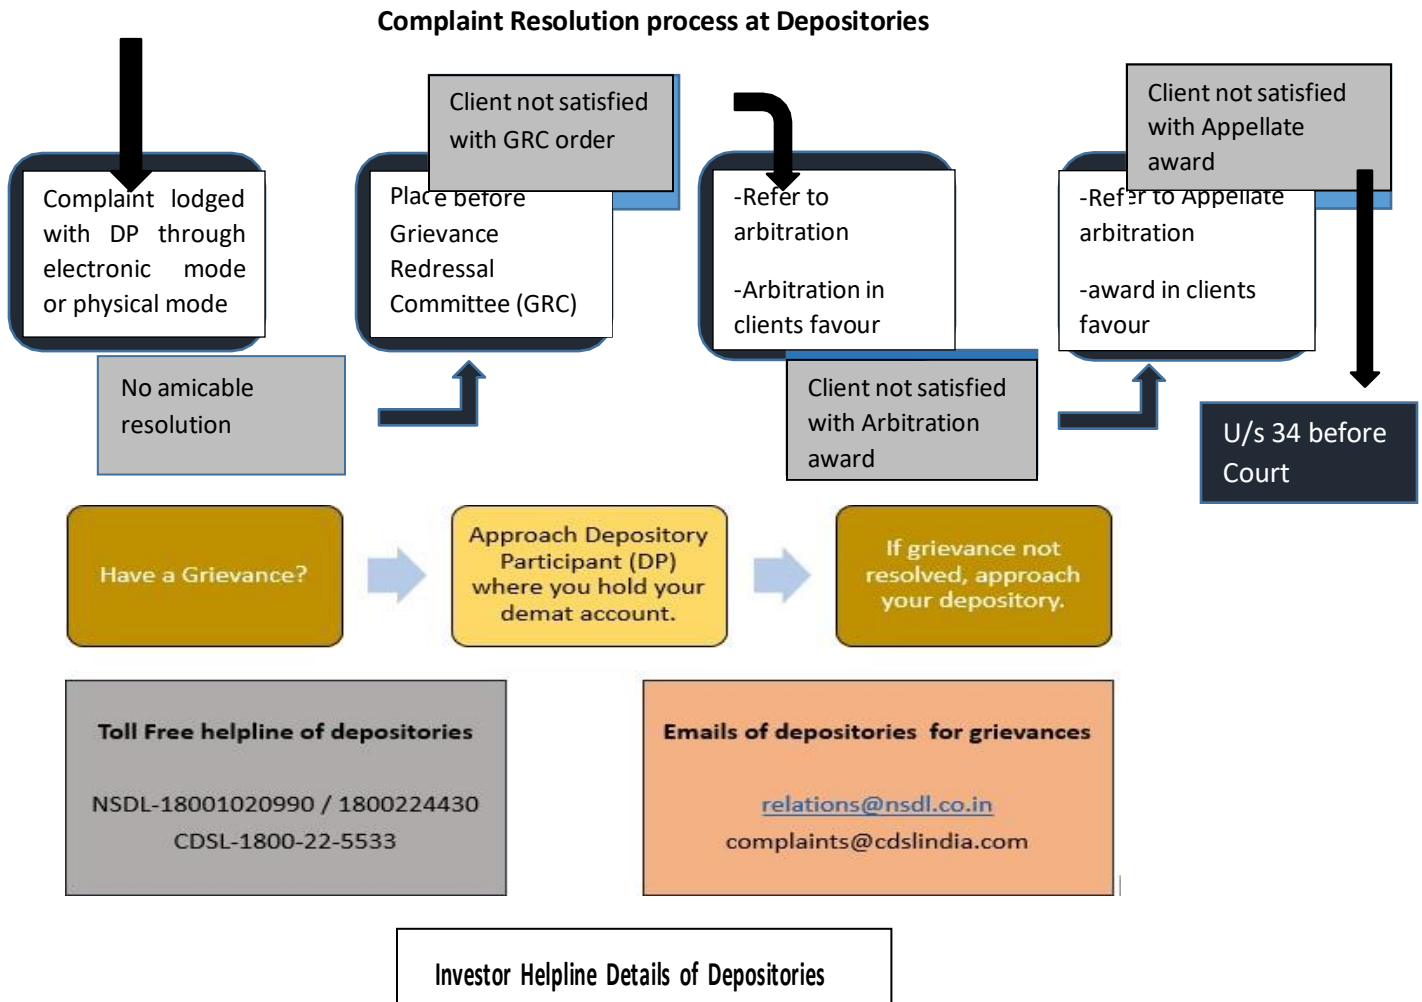 Complaint Resolution process at Depositories
Complaint lodged
with DP through
electronic mode
or physical mode
No amicable
resolution
Place before
Grievance
Redressal
Committee (GRC)
Client not satisfied
with GRC order
-Refer to
arbitration
-Arbitration in
clients favour
Client not satisfied
with Arbitration
award
-Refer to Appellate
arbitration
-award in clients
favour
Client not satisfied
with Appellate
award
U/s 34 before
Court
Have a Grievance?
Approach Depository
Participant (DP)
where you hold your
demat account.
If grievance not
resolved, approach
your depository.
Toll Free helpline of depositories
NSDL-18001020990 / 1800224430
CDSL-1800-22-5533
Emails of depositories for grievances
relations@nsdl.co.in
complaints@cdslindia.com
Investor Helpline Details of Depositories